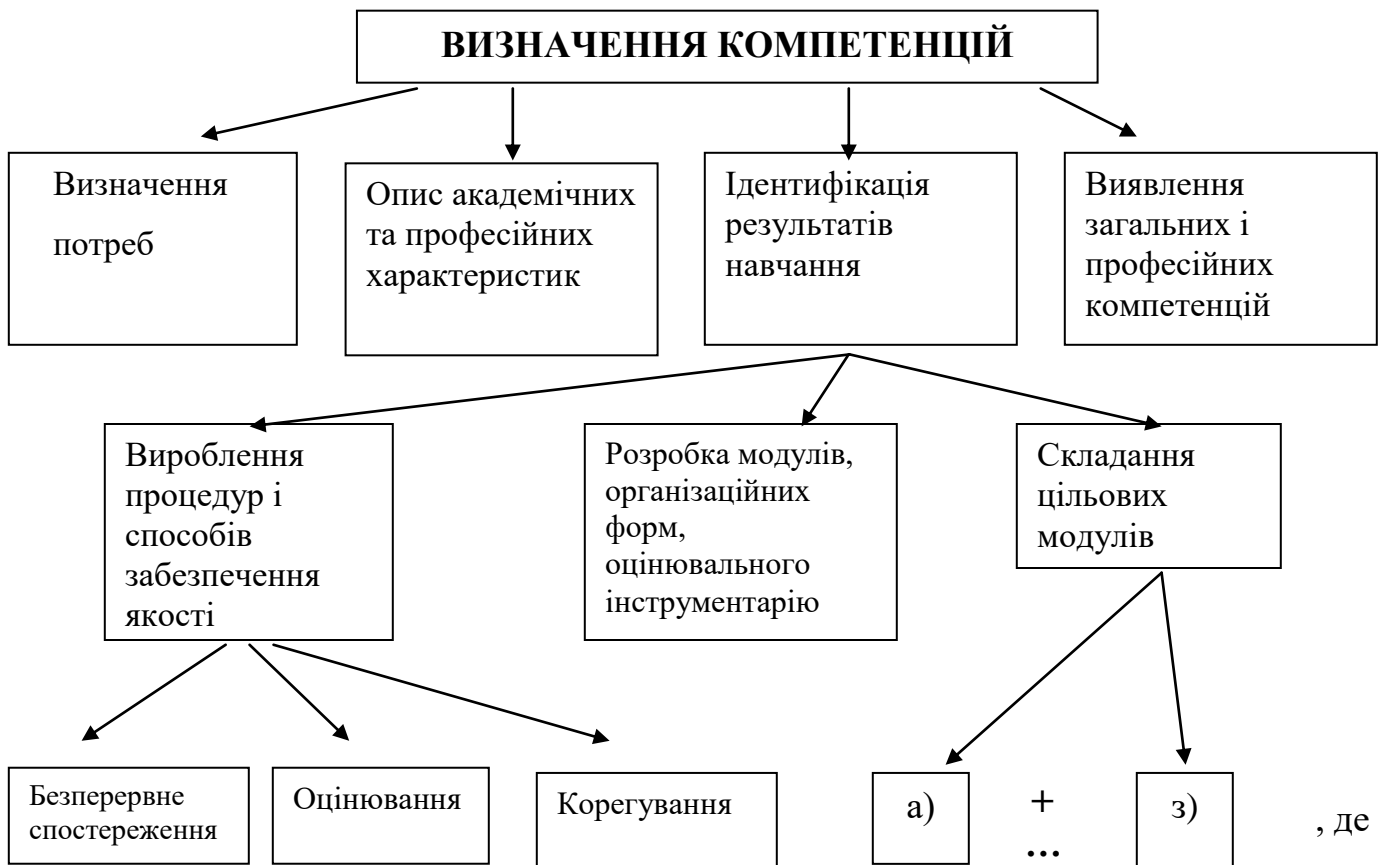 ВИЗНАЧЕННЯ КОМПЕТЕНЦІЙ
Визначення
потреб
Опис академічних
та професійних
характеристик
Ідентифікація
результатів
навчання
Виявлення
загальних і
професійних
компетенцій
Вироблення
процедур і
способів
забезпечення
якості
Розробка модулів,
організаційних
форм,
оцінювального
інструментарію
Складання
цільових
модулів
Безперервне
спостереження
Оцінювання
Корегування
а)
+
...
з)
, де